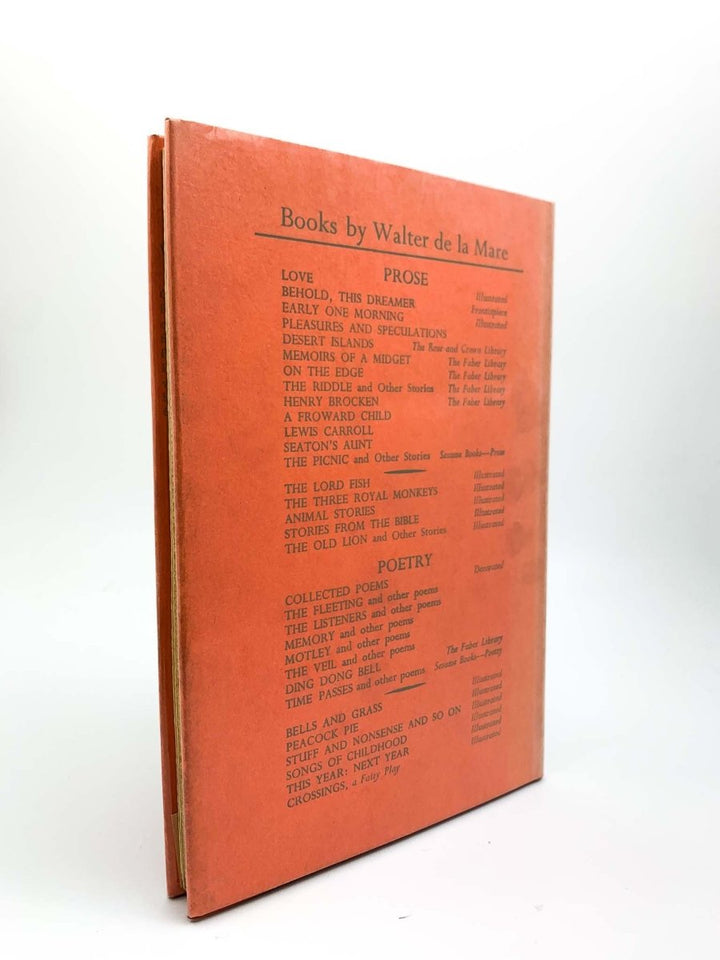 Books by Walter de la Mare
PROSE
LOVE Illustrated
BEHOLD, THIS DREAMER Frontispiece
EARLY ONE MORNING Illustrated
PLEASURES AND SPECULATIONS
DESERT ISLANDS The Rose and Crown Library
MEMOIRS OF A MIDGET The Faber Library
ON THE EDGE The Faber Library
THE RIDDLE and Other Stories The Faber Library
HENRY BROCKEN The Faber Library
A FROWARD CHILD
LEWIS CARROLL
SEATON'S AUNT
THE PICNIC and Other Stories Sesame Books—Prose
THE LORD FISH Illustrated
THE THREE ROYAL MONKEYS Illustrated
ANIMAL STORIES Illustrated
STORIES FROM THE BIBLE Illustrated
THE OLD LION and Other Stories Illustrated
POETRY
COLLECTED POEMS Decorated
THE FLEETING and other poems
THE LISTENERS and other poems
MEMORY and other poems
MOTLEY and other poems
THE VEIL and other poems
DING DONG BELL The Faber Library
TIME PASSES and other poems Sesame Books—Poetry
BELLS AND GRASS Illustrated
PEACOCK PIE Illustrated
STUFF AND NONSENSE AND SO ON Illustrated
SONGS OF CHILDHOOD Illustrated
THIS YEAR: NEXT YEAR Illustrated
CROSSINGS, a Fairy Play Illustrated